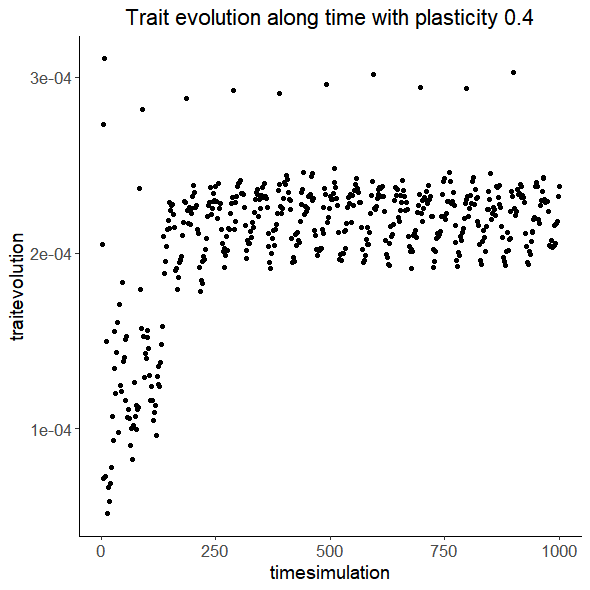 Trait evolution along time with plasticity 0.4
3e-04
2e-04
1e-04
traitevolution
0
250
500
750
1000
timesimulation